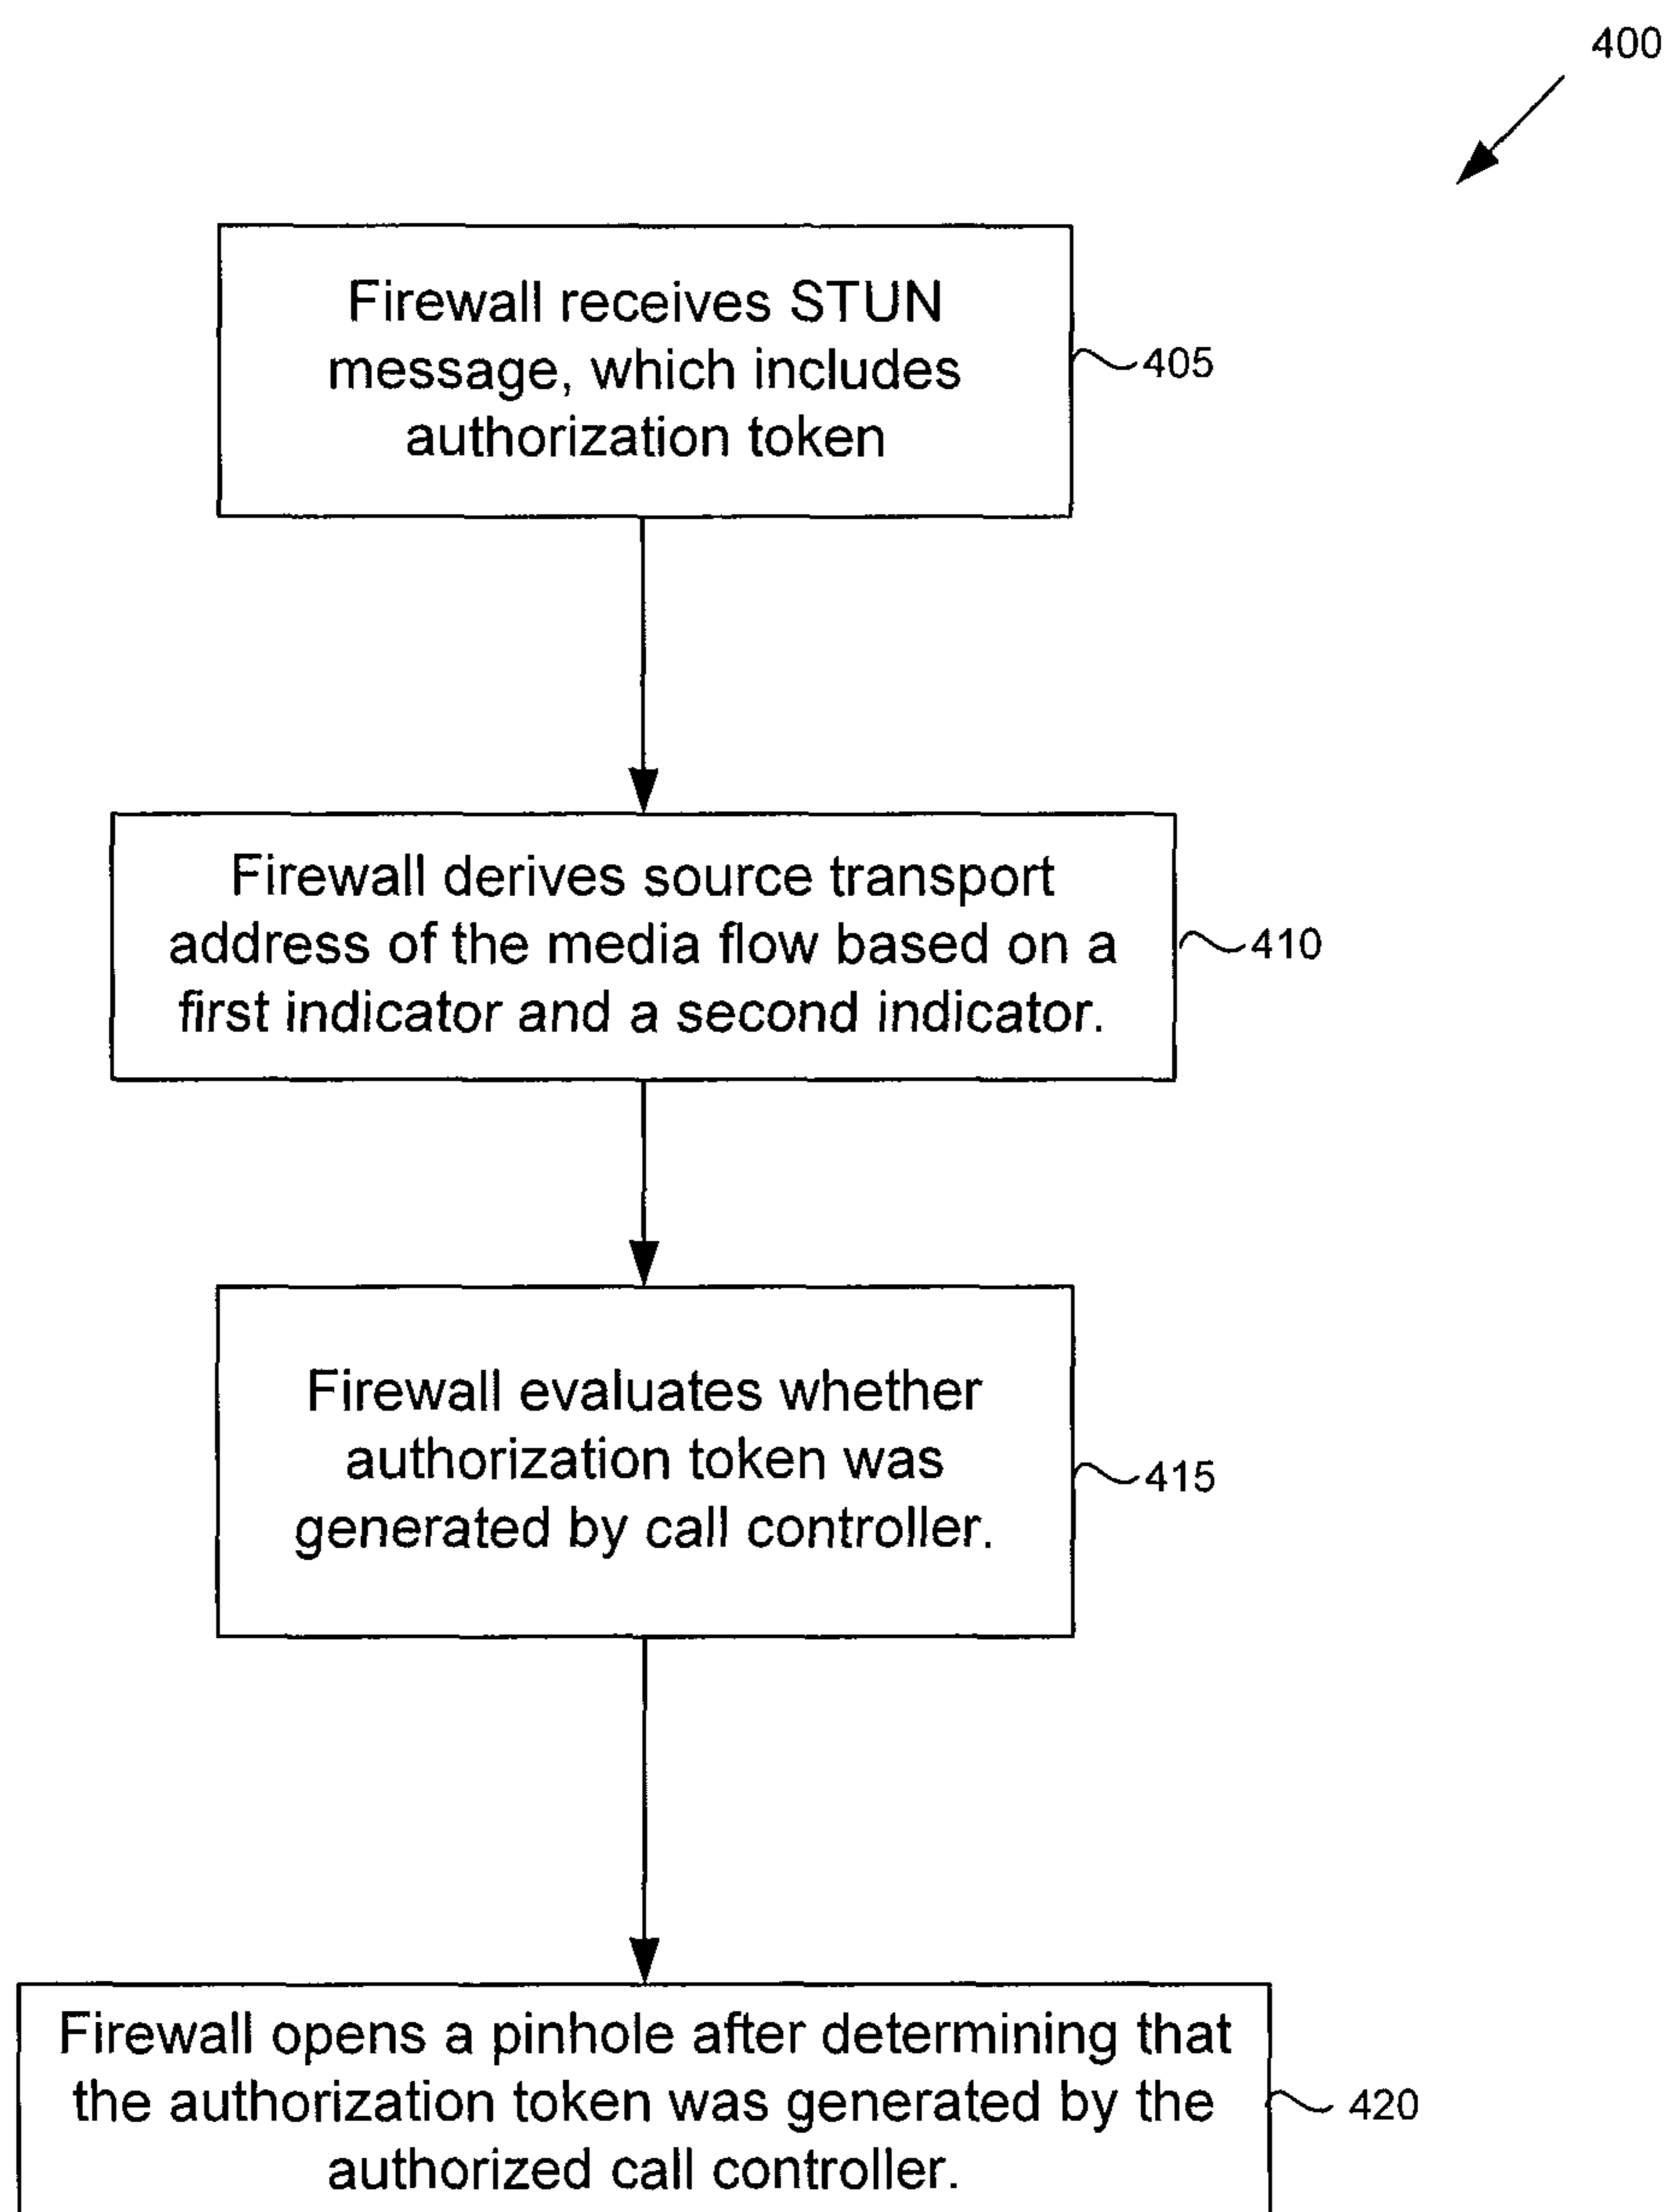 400
Firewall receives STUN
message, which includes
authorization token
405
Firewall derives source transport
address of the media flow based on a
first indicator and a second indicator.
410
Firewall evaluates whether
authorization token was
generated by call controller.
415
Firewall opens a pinhole after determining that
the authorization token was generated by the
authorized call controller.
420